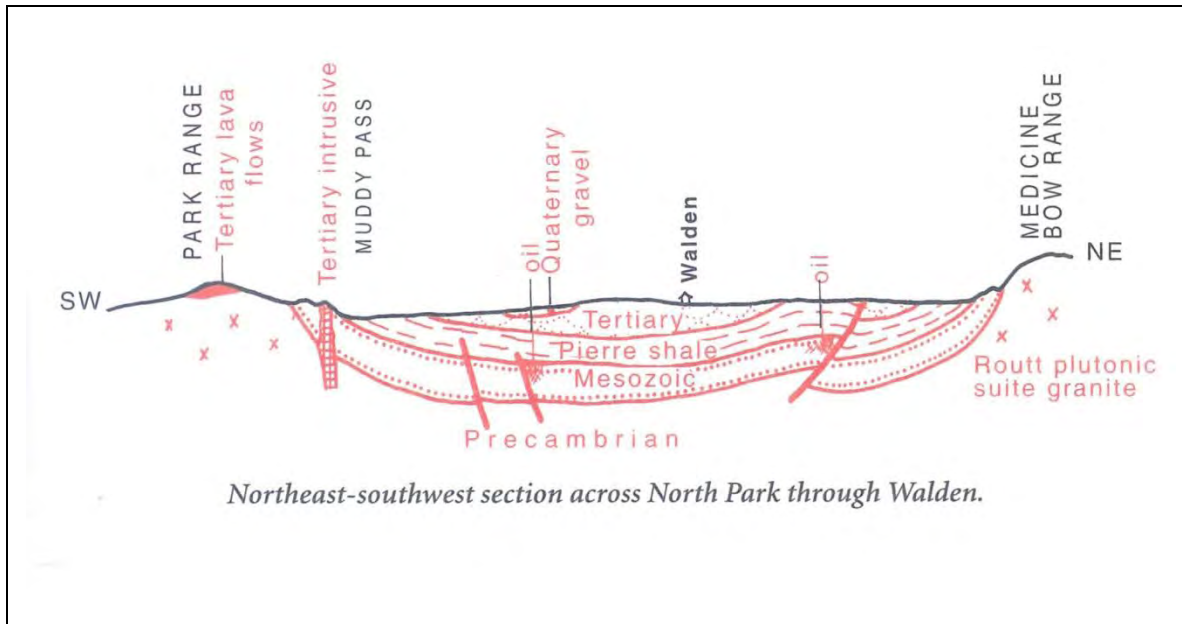 PARK RANGE
Tertiary lava
flows
Tertiary intrusive
MUDDY PASS
oil
Quaternary
gravel
Walden
oil
MEDICINE
BOW RANGE
SW
NE
Tertiary
Pierre shale
Mesozoic
Routt plutonic
suite granite
Precambrian
Northeast-southwest section across North Park through Walden.